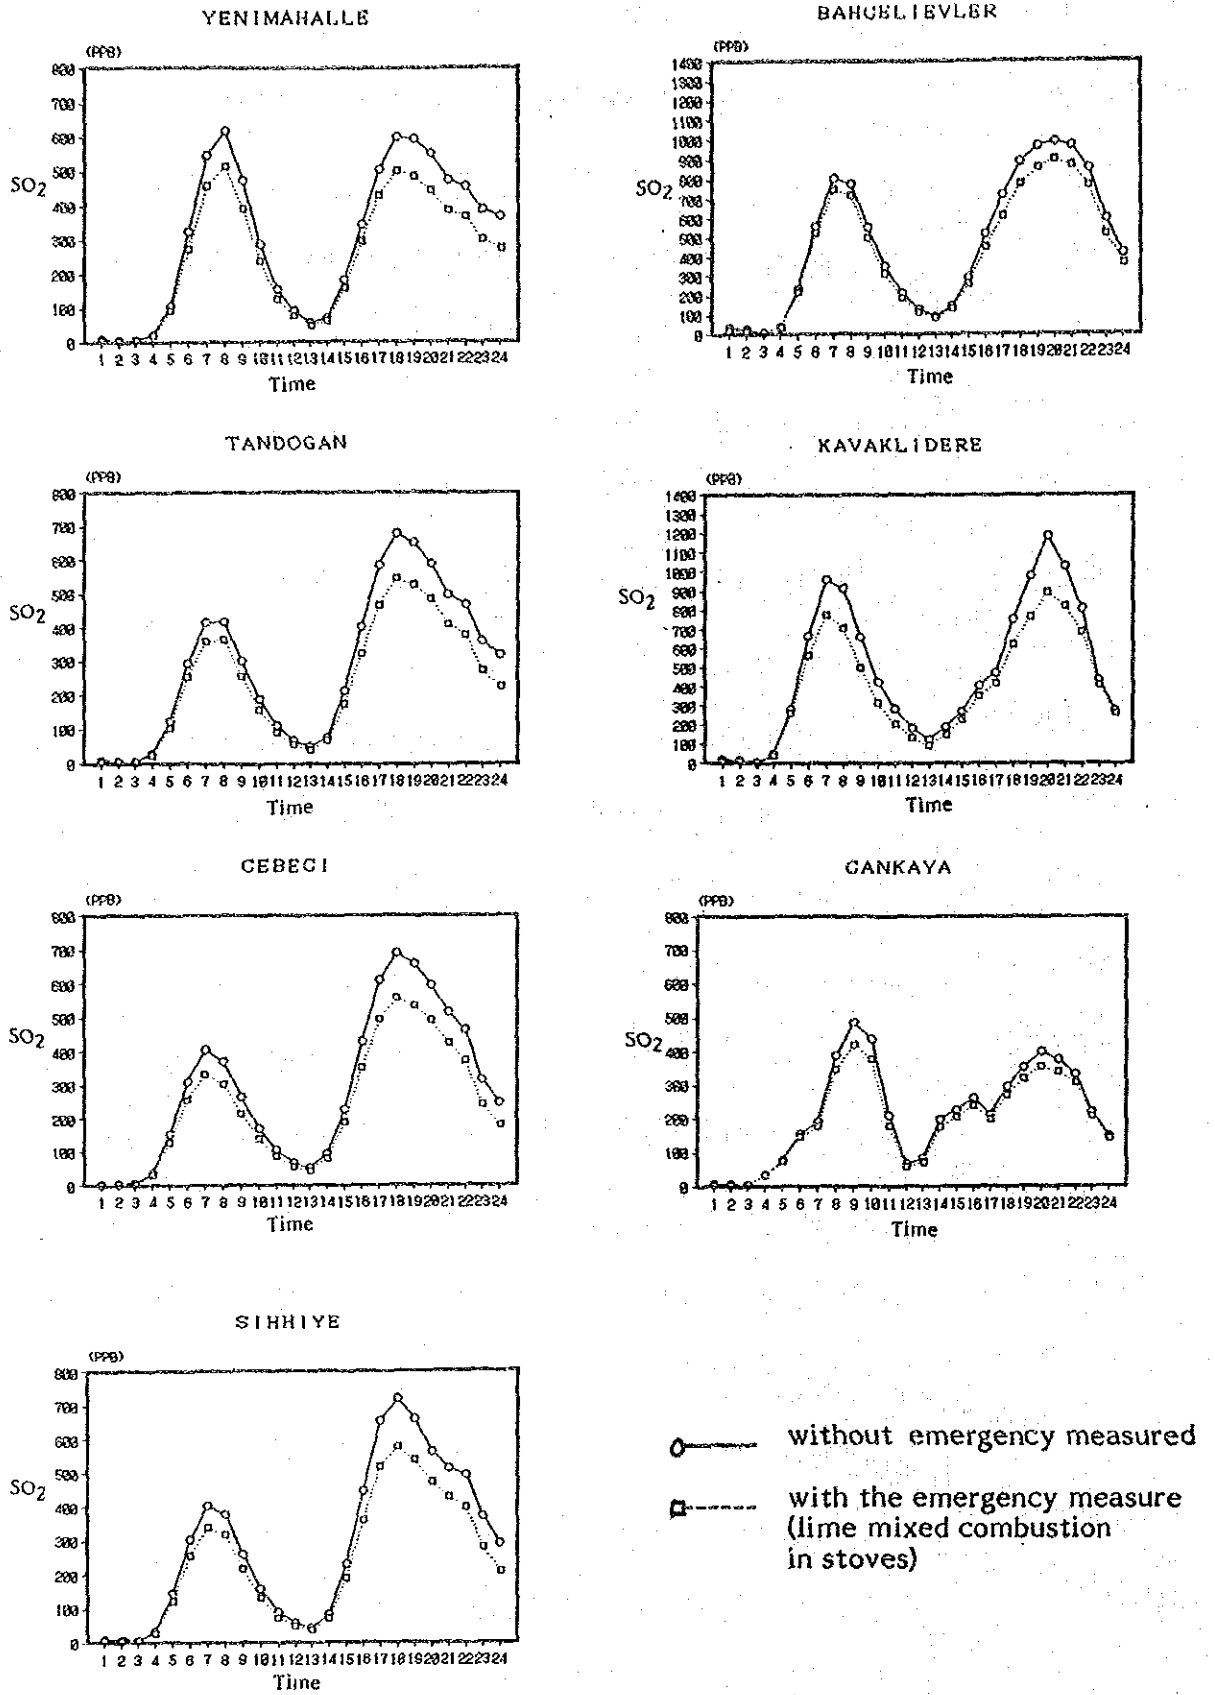 YENIMAHALLE
(PPB)
800
700
600
500
400
300
200
100
0
SO2
1 2 3 4 5 6 7 8 9 10 11 12 13 14 15 16 17 18 19 20 21 22 23 24
Time
BAHCELIEVLER
(PPB)
1400
1300
1200
1100
1000
900
800
700
600
500
400
300
200
100
0
SO2
1 2 3 4 5 6 7 8 9 10 11 12 13 14 15 16 17 18 19 20 21 22 23 24
Time
TANDOGAN
(PPB)
800
700
600
500
400
300
200
100
0
SO2
1 2 3 4 5 6 7 8 9 10 11 12 13 14 15 16 17 18 19 20 21 22 23 24
Time
KAVAKLIDERE
(PPB)
1400
1300
1200
1100
1000
900
800
700
600
500
400
300
200
100
0
SO2
1 2 3 4 5 6 7 8 9 10 11 12 13 14 15 16 17 18 19 20 21 22 23 24
Time
CEBECI
(PPB)
800
700
600
500
400
300
200
100
0
SO2
1 2 3 4 5 6 7 8 9 10 11 12 13 14 15 16 17 18 19 20 21 22 23 24
Time
CANKAYA
(PPB)
800
700
600
500
400
300
200
100
0
SO2
1 2 3 4 5 6 7 8 9 10 11 12 13 14 15 16 17 18 19 20 21 22 23 24
Time
SIHHIYE
(PPB)
800
700
600
500
400
300
200
100
0
SO2
1 2 3 4 5 6 7 8 9 10 11 12 13 14 15 16 17 18 19 20 21 22 23 24
Time
without emergency measured
with the emergency measure
(lime mixed combustion
in stoves)